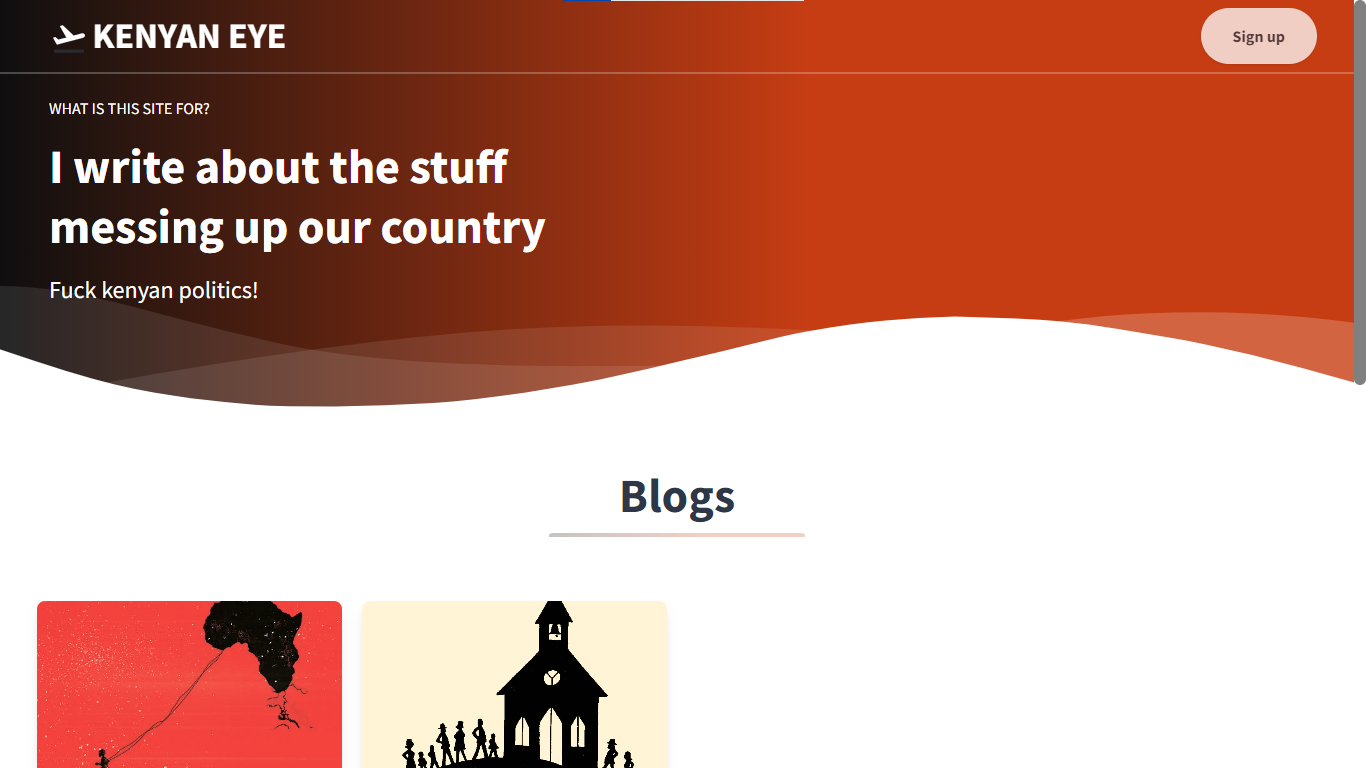 KENYAN EYE
Sign up
WHAT IS THIS SITE FOR?
I write about the stuff
messing up our country
Fuck kenyan politics!
Blogs